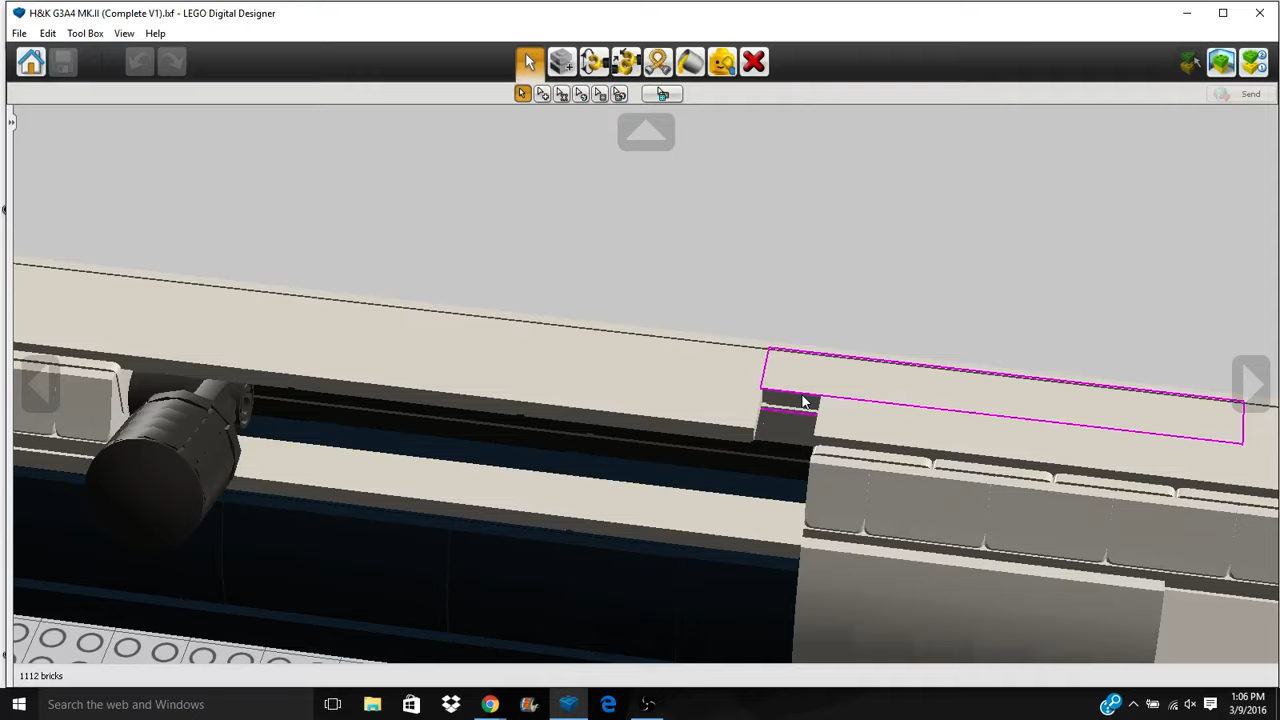 H&K G3A4 MK.II (Complete V1).lxf - LEGO Digital Designer
File Edit Tool Box View Help
Send
1112 bricks
Search the web and Windows
1:06 PM
3/9/2016